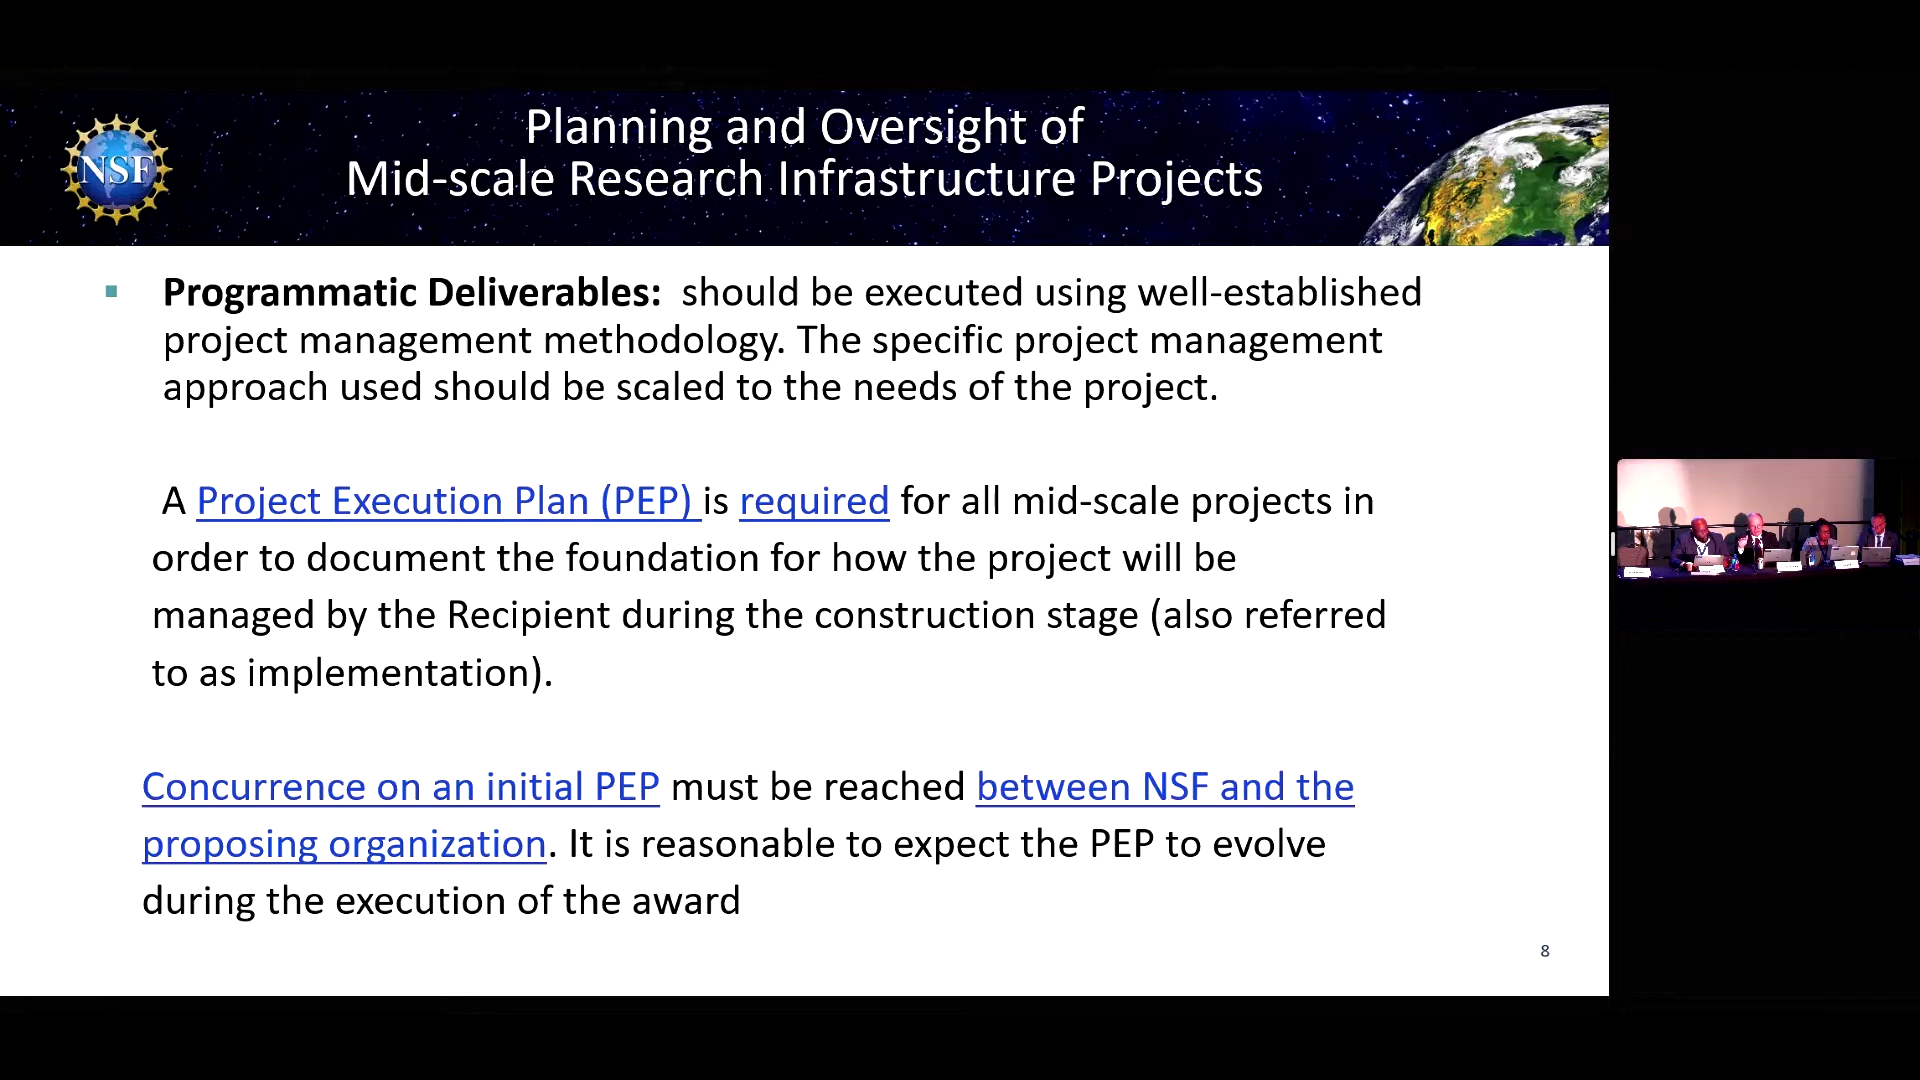 NSF
Planning and Oversight of
Mid-scale Research Infrastructure Projects
▪ Programmatic Deliverables: should be executed using well-established
project management methodology. The specific project management
approach used should be scaled to the needs of the project.
A Project Execution Plan (PEP) is required for all mid-scale projects in
order to document the foundation for how the project will be
managed by the Recipient during the construction stage (also referred
to as implementation).
Concurrence on an initial PEP must be reached between NSF and the
proposing organization. It is reasonable to expect the PEP to evolve
during the execution of the award
8